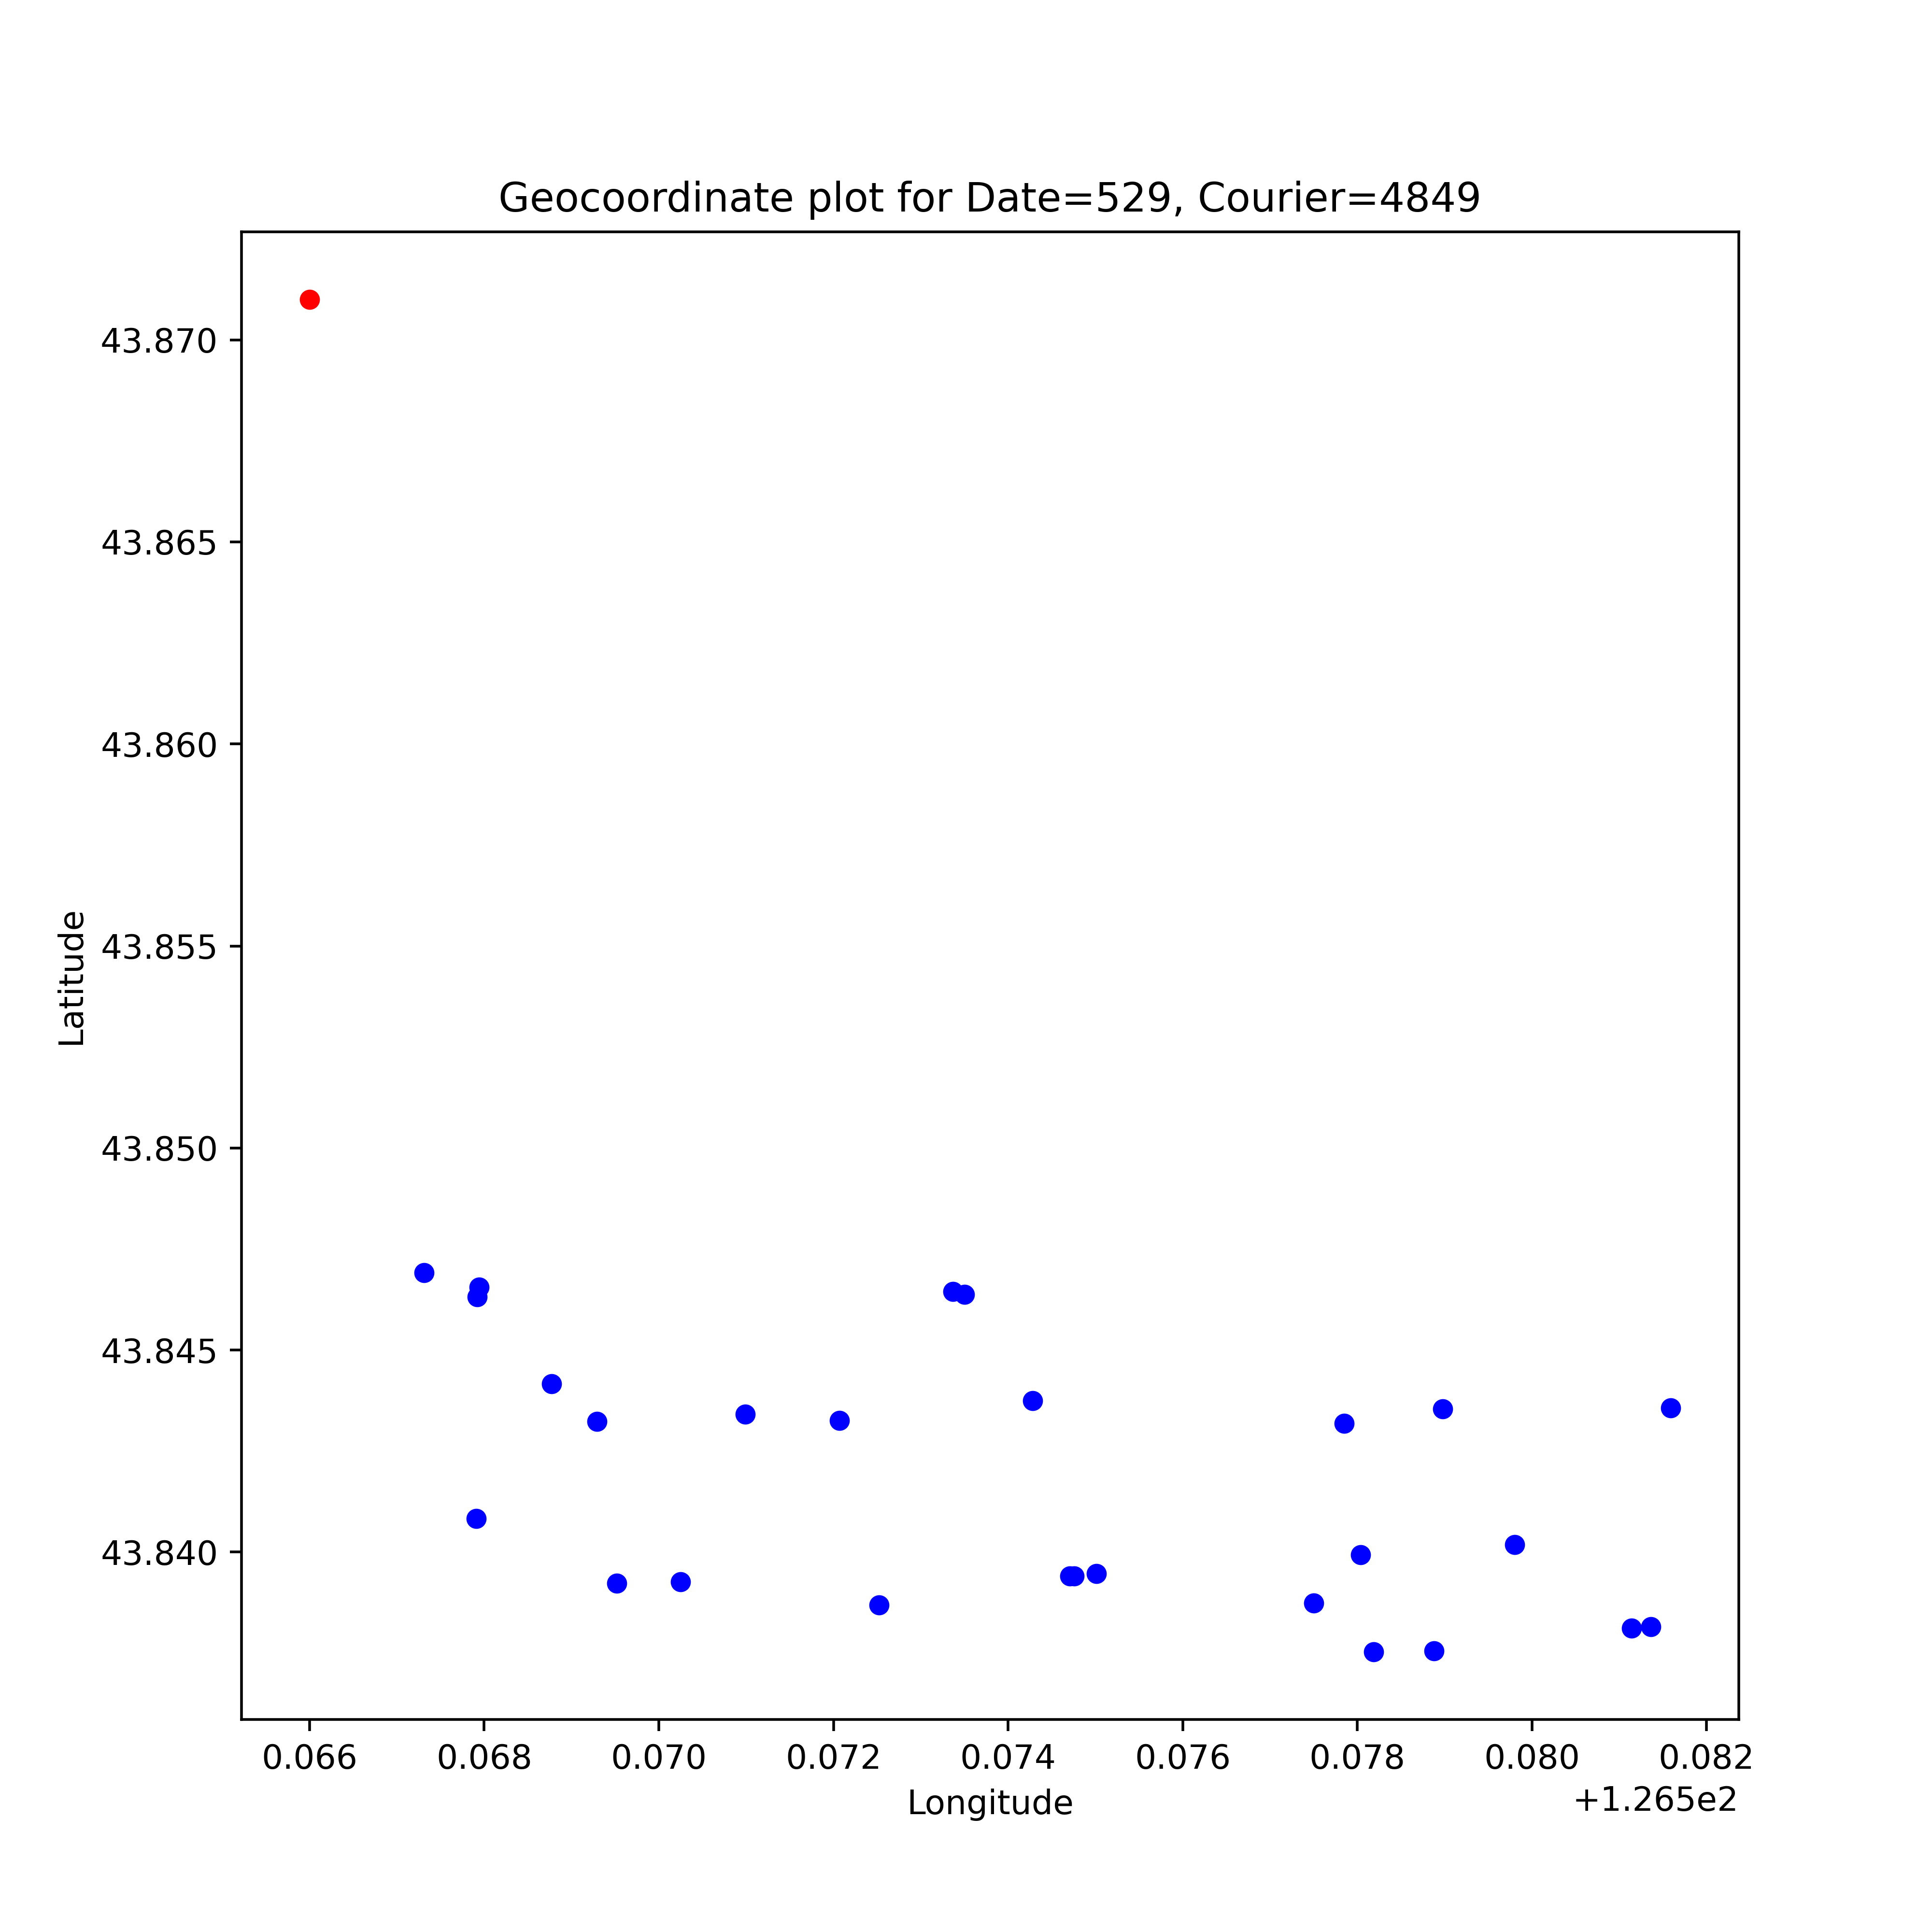 Geocoordinate plot for Date=529, Courier=4849
43.870
43.865
43.860
43.855
43.850
43.845
43.840
Latitude
0.066 0.068 0.070 0.072 0.074 0.076 0.078 0.080 0.082
+1.265e2
Longitude